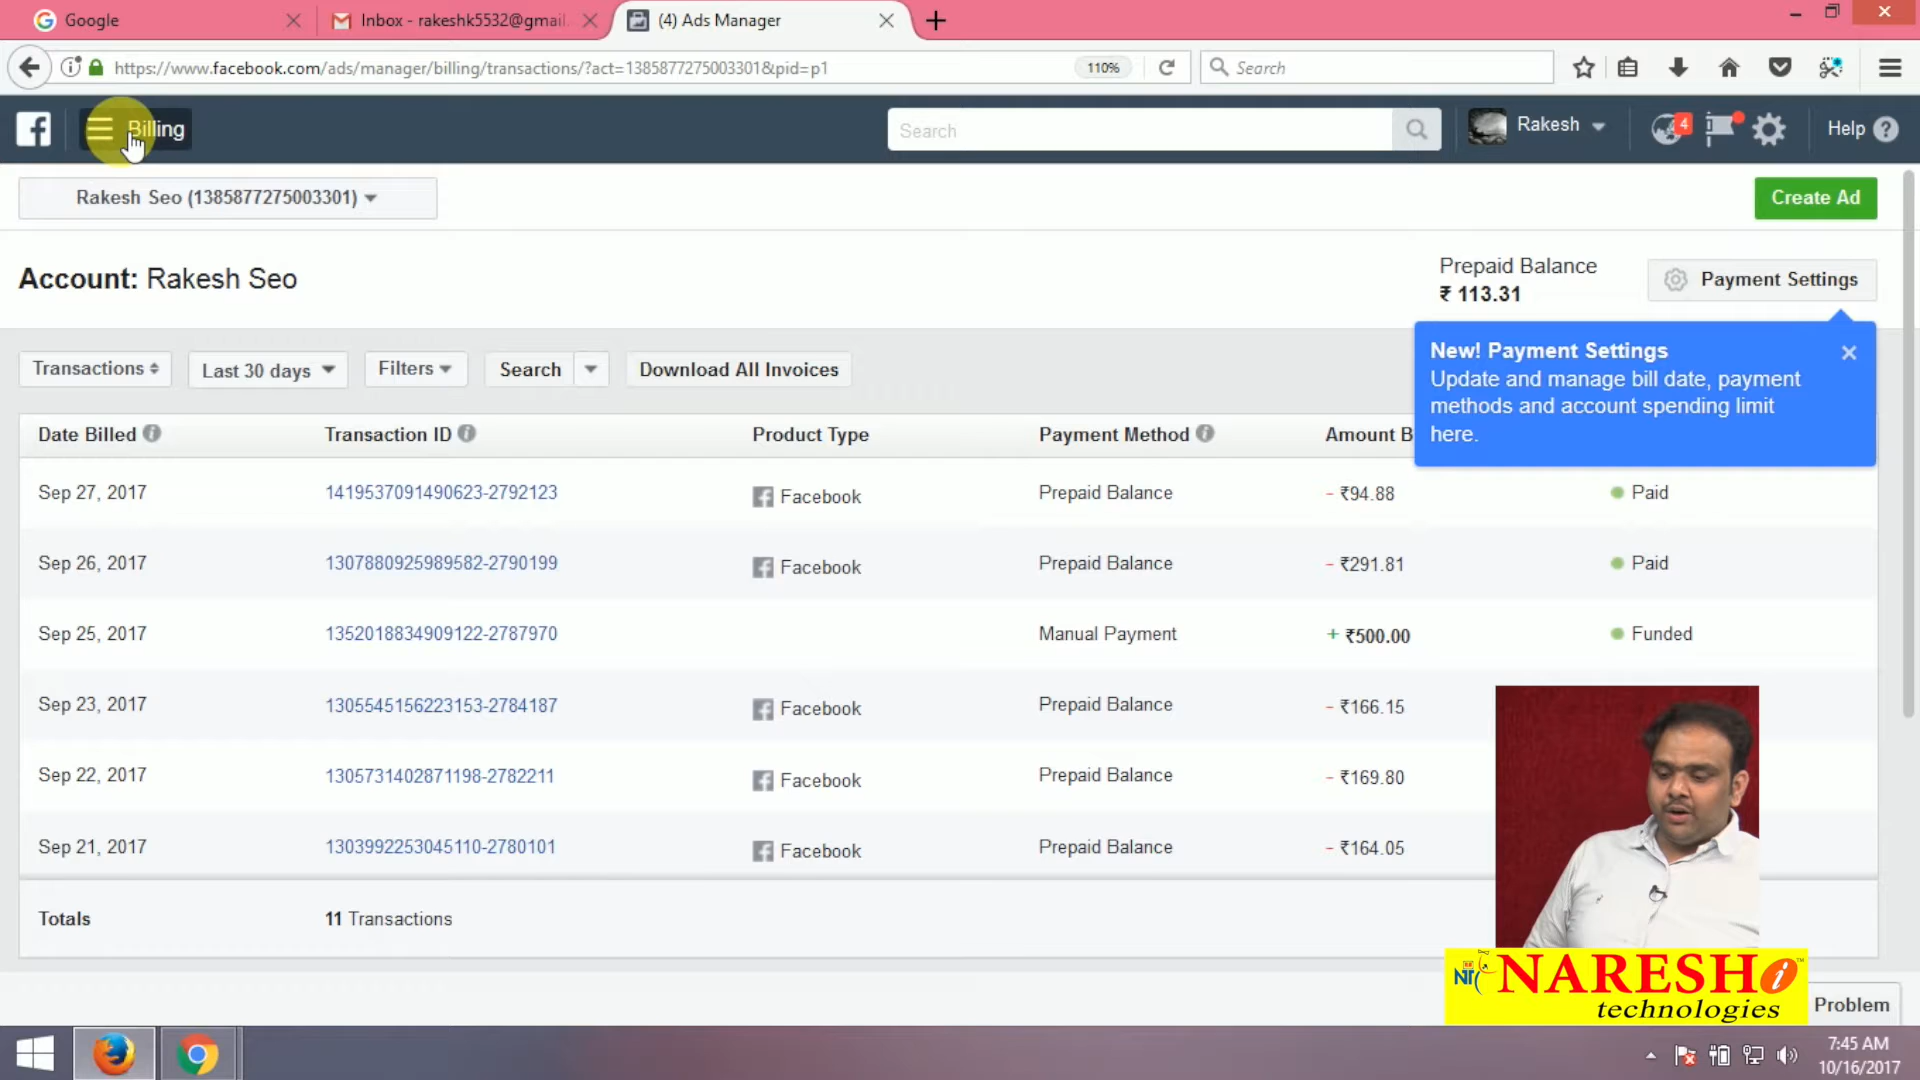 Google
Inbox - rakeshk5532@gmail.
(4) Ads Manager
https://www.facebook.com/ads/manager/billing/transactions/?act=1385877275003301&pid=p1
110%
Search
Billing
Search
Rakesh
4
Help
Rakesh Seo (1385877275003301)
Create Ad
Account: Rakesh Seo
Prepaid Balance
₹ 113.31
Payment Settings
New! Payment Settings
Update and manage bill date, payment
methods and account spending limit
here.
Transactions
Last 30 days
Filters
Search
Download All Invoices
Date Billed Transaction ID Product Type Payment Method Amount B
Sep 27, 2017 1419537091490623-2792123 Facebook Prepaid Balance - ₹94.88 Paid
Sep 26, 2017 1307880925989582-2790199 Facebook Prepaid Balance - ₹291.81 Paid
Sep 25, 2017 1352018834909122-2787970 Manual Payment + ₹500.00 Funded
Sep 23, 2017 1305545156223153-2784187 Facebook Prepaid Balance - ₹166.15
Sep 22, 2017 1305731402871198-2782211 Facebook Prepaid Balance - ₹169.80
Sep 21, 2017 1303992253045110-2780101 Facebook Prepaid Balance - ₹164.05
Totals 11 Transactions
NARESH i
technologies
Problem
7:45 AM
10/16/2017